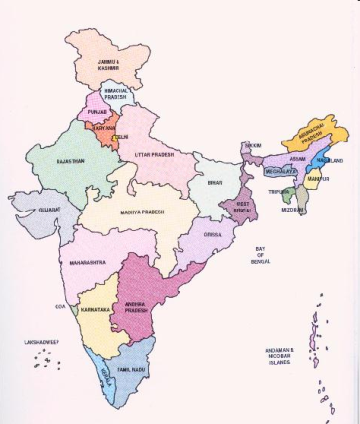 JAMMU &
KASHMIR
HIMACHAL
PRADESH
PUNJAB
HARYANA
DELHI
RAJASTHAN
UTTAR PRADESH
SIKKIM
ARUNACHAL
PRADESH
ASSAM
NAGALAND
MEGHALAYA
MANIPUR
BIHAR
TRIPURA
MIZORAM
GUJARAT
MADHYA PRADESH
WEST
BENGAL
ORISSA
BAY
OF
BENGAL
MAHARASHTRA
GOA
ANDHRA
PRADESH
KARNATAKA
LAKSHADWEEP
ANDAMAN &
NICOBAR
ISLANDS
KERALA
TAMIL NADU